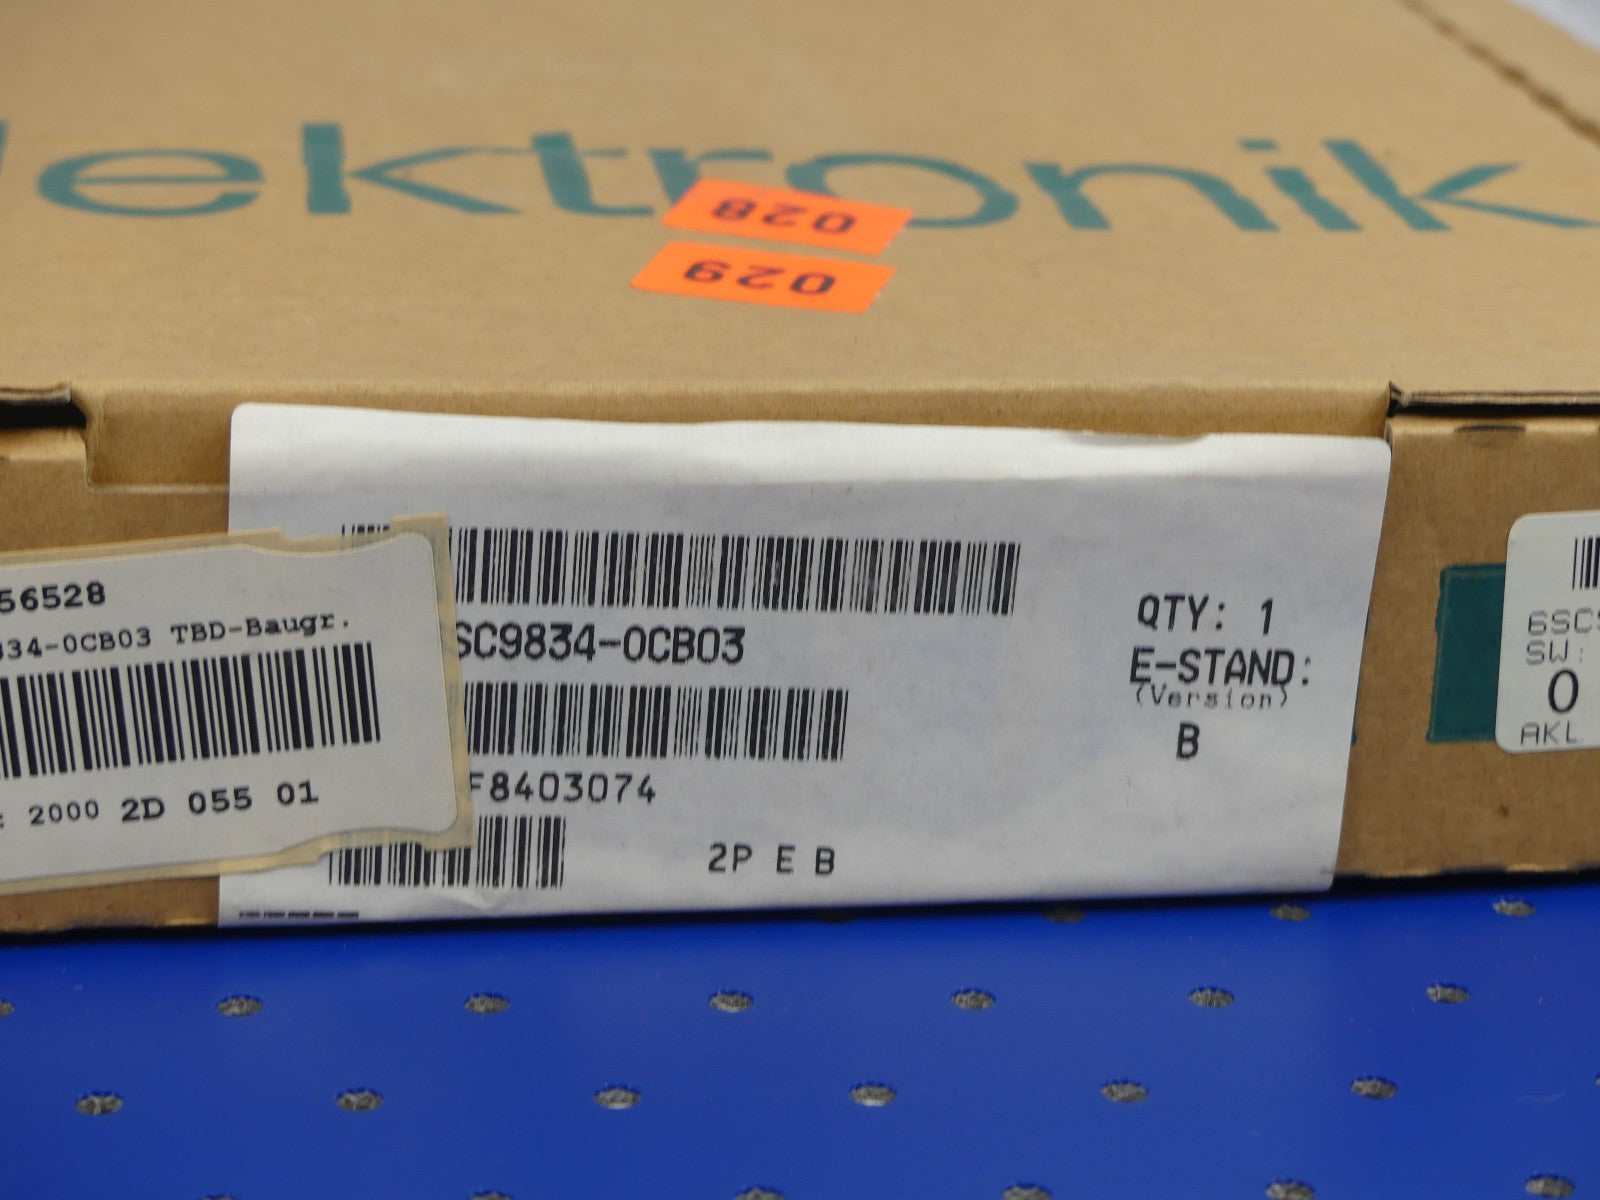 lektronik
028
029
56528
834-0CB03 TBD-Baugr.
: 2000 2D 055 01
SC9834-0CB03
F8403074
2P E B
QTY: 1
E-STAND:
(Version)
B
6SC9
SW:
0
AKL